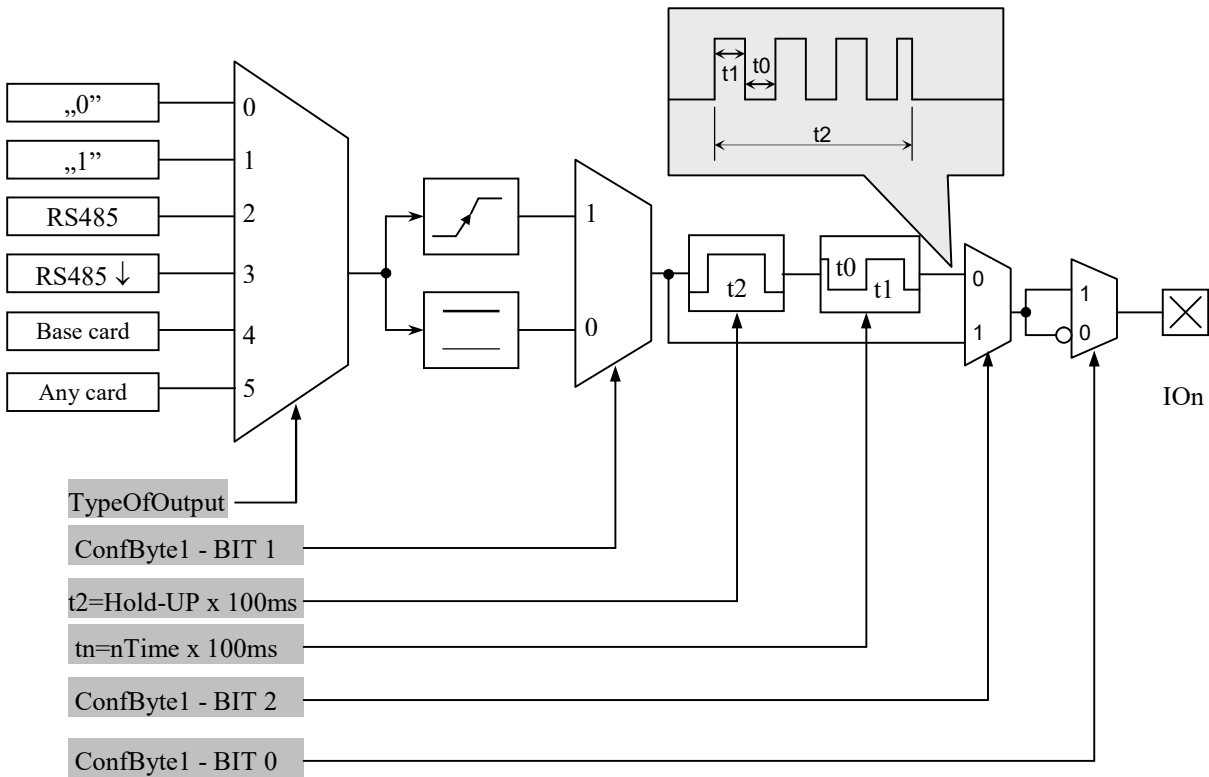 t1
t0
t2
„0”
0
„1”
1
RS485
2
RS485 ↓
3
Base card
4
Any card
5
1
0
t2
t0
t1
0
1
1
0
IOn
TypeOfOutput
ConfByte1 - BIT 1
t2=Hold-UP x 100ms
tn=nTime x 100ms
ConfByte1 - BIT 2
ConfByte1 - BIT 0